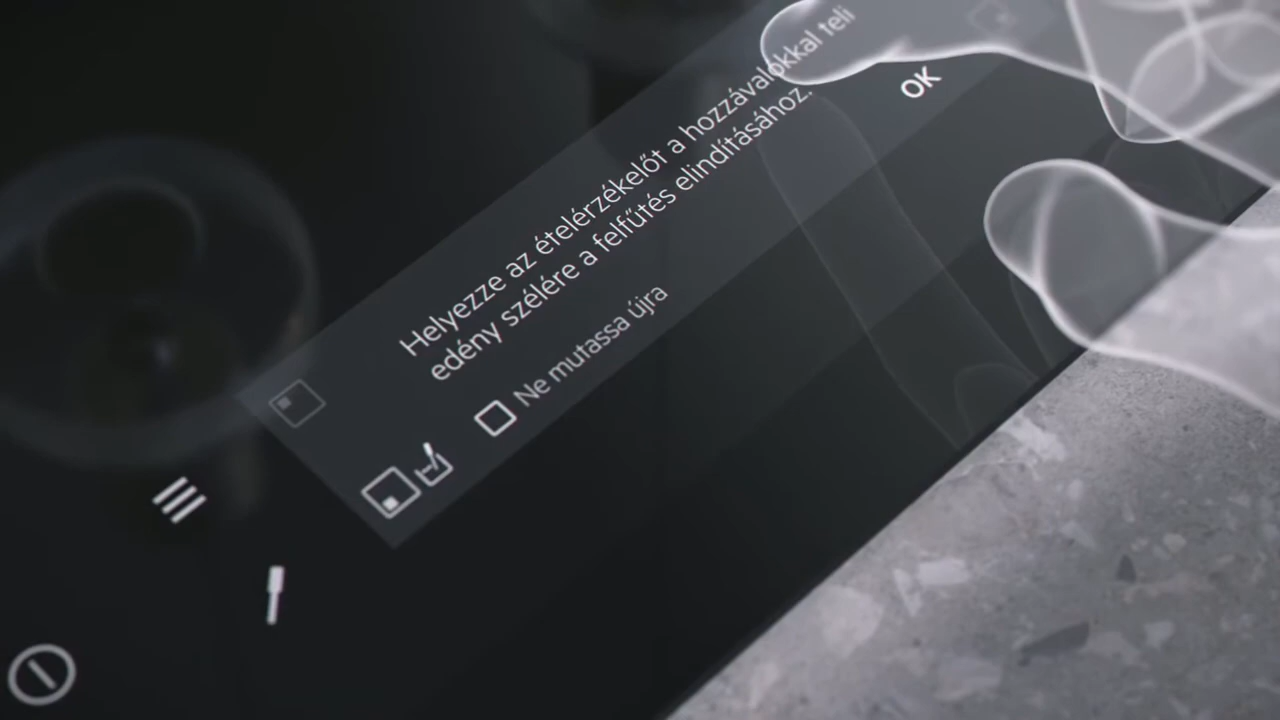 Helyezze az ételérzékelőt a hozzávalókkal teli
edény szélére a felfűtés elindításához.
OK
Ne mutassa újra